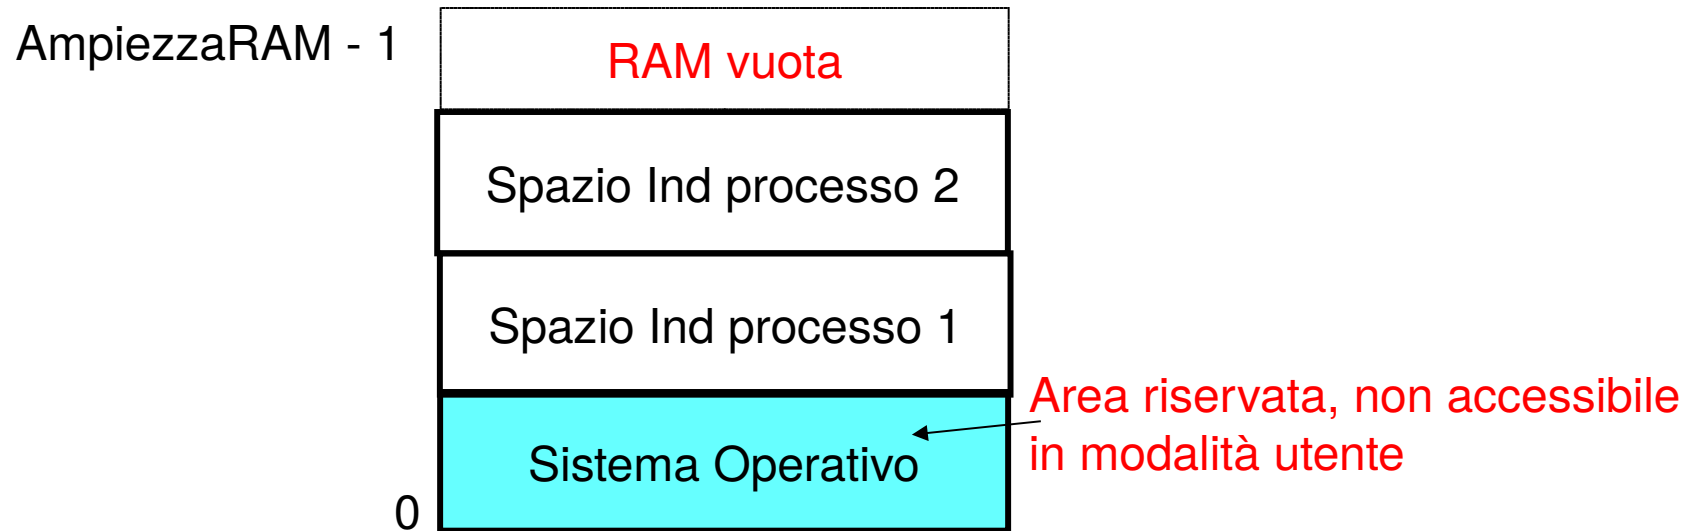 AmpiezzaRAM - 1
RAM vuota
Spazio Ind processo 2
Spazio Ind processo 1
Area riservata, non accessibile
in modalità utente
Sistema Operativo
0